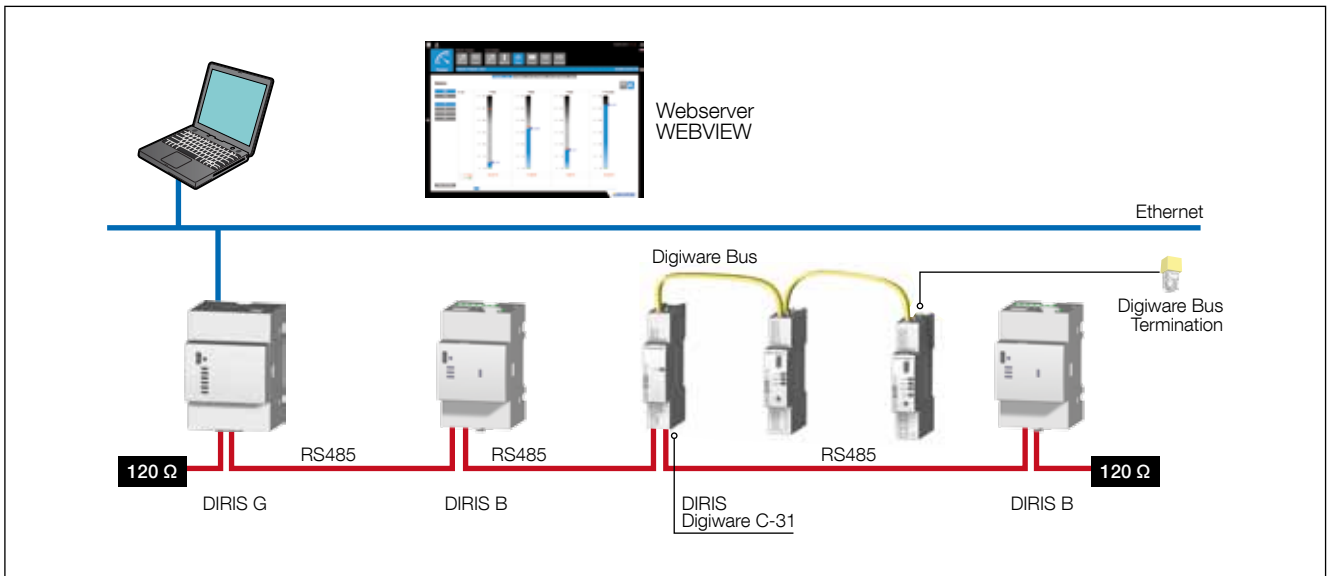 Webserver
WEBVIEW
Ethernet
Digiware Bus
Digiware Bus
Termination
RS485
RS485
RS485
120 Ω
120 Ω
DIRIS G
DIRIS B
DIRIS
Digiware C-31
DIRIS B